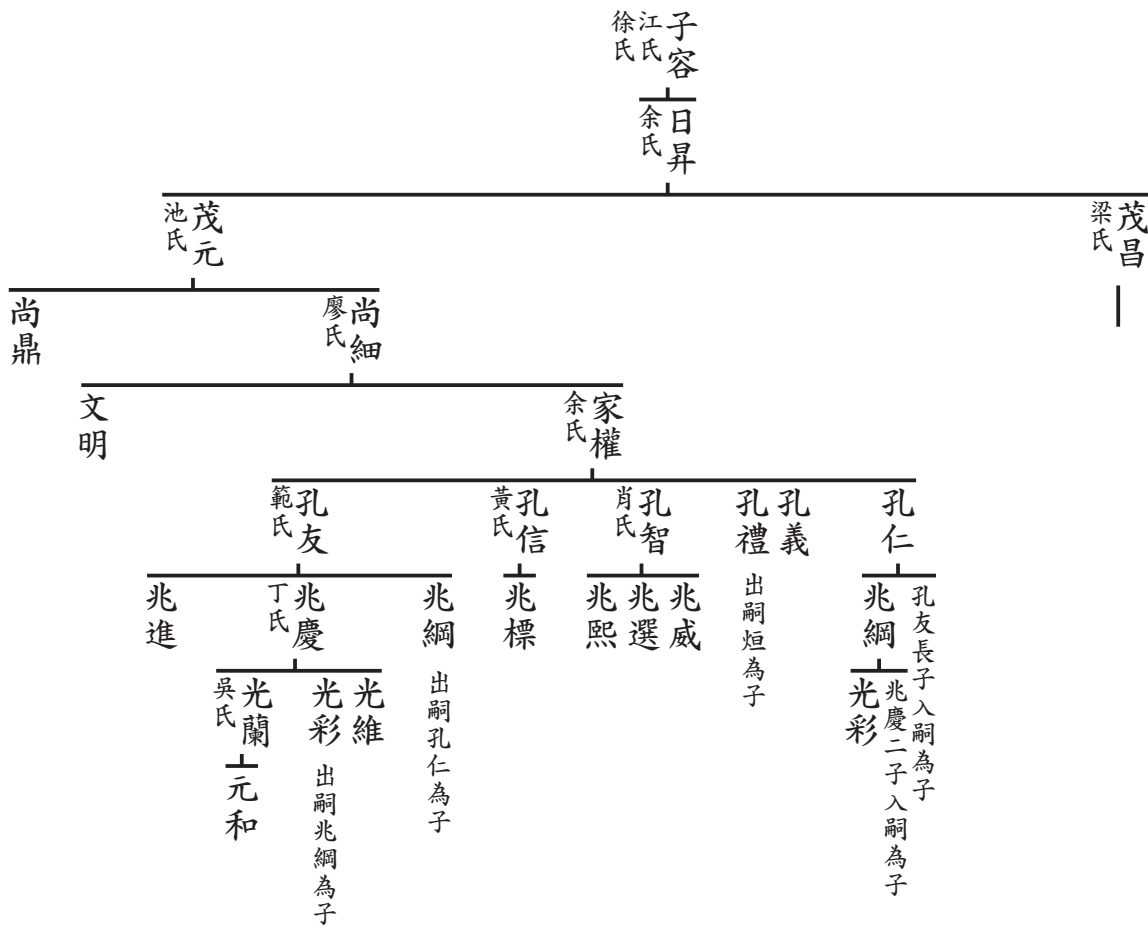 子容
江氏
徐氏
日昇
余氏
茂昌
梁氏
茂元
池氏
尚細
廖氏
尚鼎
家權
余氏
文明
孔仁
孔義
孔禮
出嗣烜為子
孔智
肖氏
孔信
黃氏
孔友
範氏
孔友長子入嗣為子
兆綱
兆威
兆選
兆熙
兆標
兆綱
出嗣孔仁為子
兆慶
丁氏
兆進
兆慶二子入嗣為子
光彩
光維
光彩
出嗣兆綱為子
光蘭
吳氏
元和